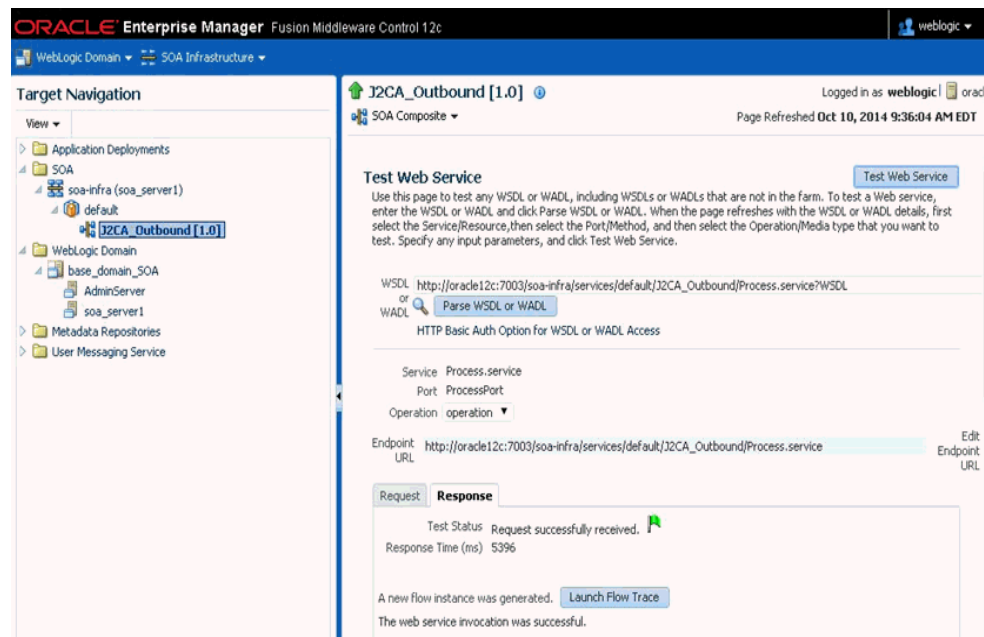 ORACLE Enterprise Manager Fusion Middleware Control 12c
weblogic
WebLogic Domain SOA Infrastructure
Target Navigation
View
Application Deployments
SOA
soa-infra (soa_server1)
default
J2CA_Outbound [1.0]
WebLogic Domain
base_domain_SOA
AdminServer
soa_server1
Metadata Repositories
User Messaging Service
J2CA_Outbound [1.0]
Logged in as weblogic| oracl
SOA Composite
Page Refreshed Oct 10, 2014 9:36:04 AM EDT
Test Web Service
Test Web Service
Use this page to test any WSDL or WADL, including WSDLs or WADLs that are not in the farm. To test a Web service,
enter the WSDL or WADL and click Parse WSDL or WADL. When the page refreshes with the WSDL or WADL details, first
select the Service/Resource,then select the Port/Method, and then select the Operation/Media type that you want to
test. Specify any input parameters, and click Test Web Service.
WSDL
or
WADL
http://oracle12c:7003/soa-infra/services/default/J2CA_Outbound/Process.service?WSDL
Parse WSDL or WADL
HTTP Basic Auth Option for WSDL or WADL Access
Service Process.service
Port ProcessPort
Operation operation
Endpoint
URL
http://oracle12c:7003/soa-infra/services/default/J2CA_Outbound/Process.service
Edit
Endpoint
URL
Request Response
Test Status Request successfully received.
Response Time (ms) 5396
A new flow instance was generated. Launch Flow Trace
The web service invocation was successful.